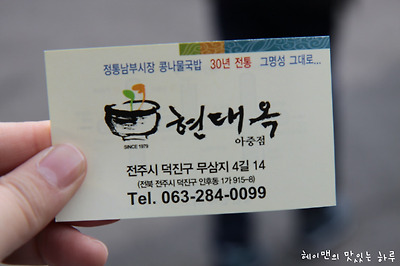 정통남부시장 콩나물국밥 30년 전통 그명성 그대로...
현대옥
아중점
SINCE 1979
전주시 덕진구 무삼지 4길 14
(전북 전주시 덕진구 인후동 1가 915-8)
Tel. 063-284-0099
헤이맨의 맛있는 하루